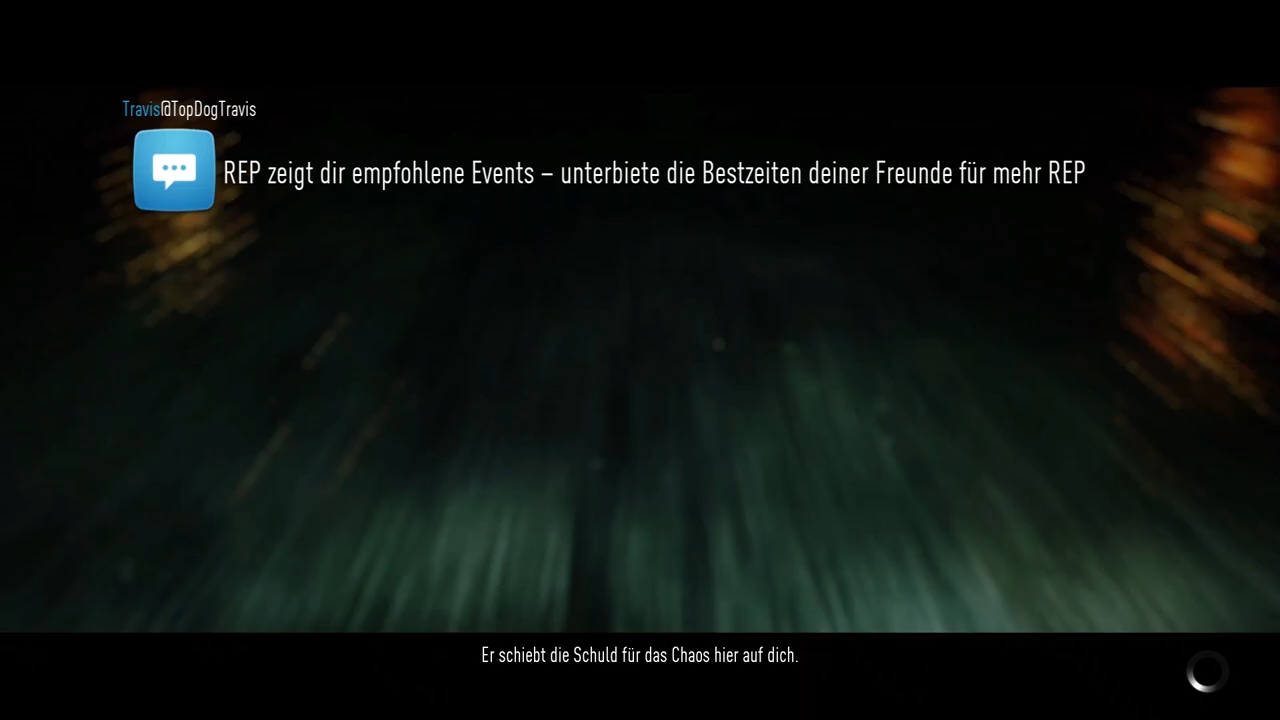 Travis@TopDogTravis
REP zeigt dir empfohlene Events – unterbiete die Bestzeiten deiner Freunde für mehr REP
Er schiebt die Schuld für das Chaos hier auf dich.